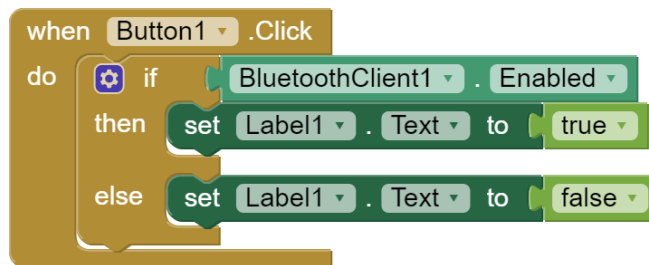 when Button1 .Click
do if BluetoothClient1 . Enabled
then set Label1 . Text to true
else set Label1 . Text to false